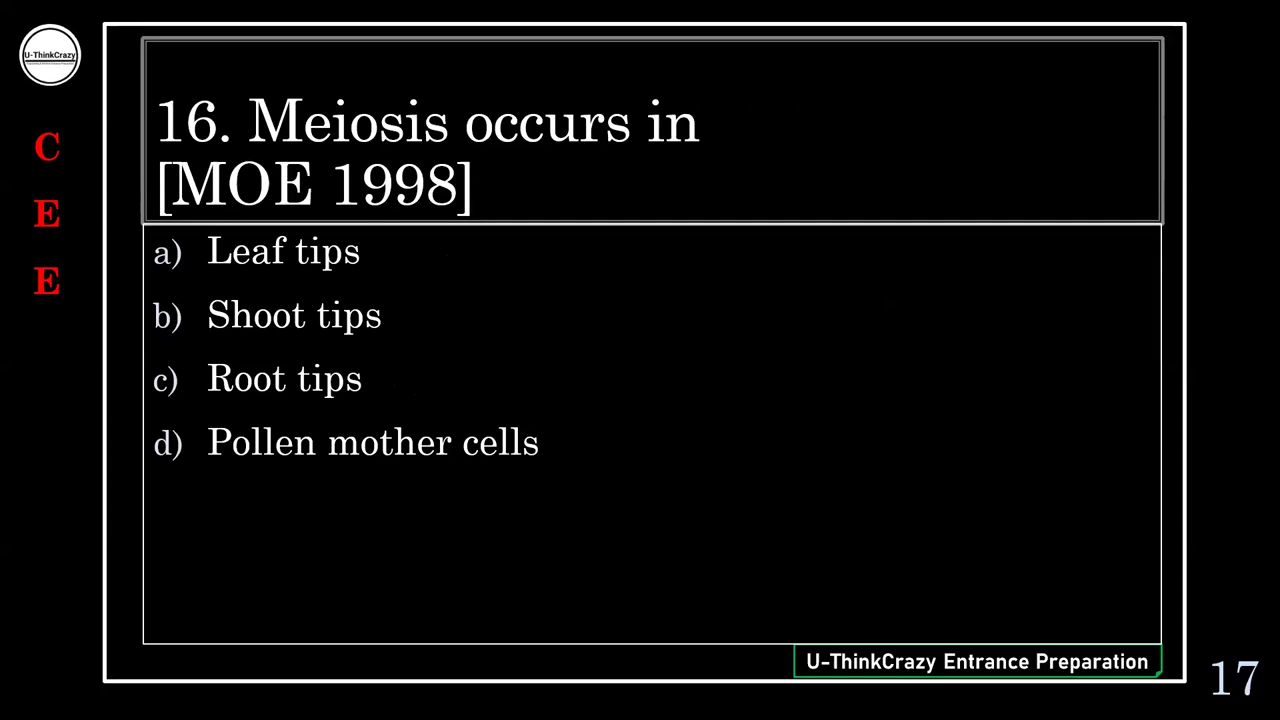 U-ThinkCrazy
C
E
E
16. Meiosis occurs in
[MOE 1998]
a) Leaf tips
b) Shoot tips
c) Root tips
d) Pollen mother cells
U-ThinkCrazy Entrance Preparation
17